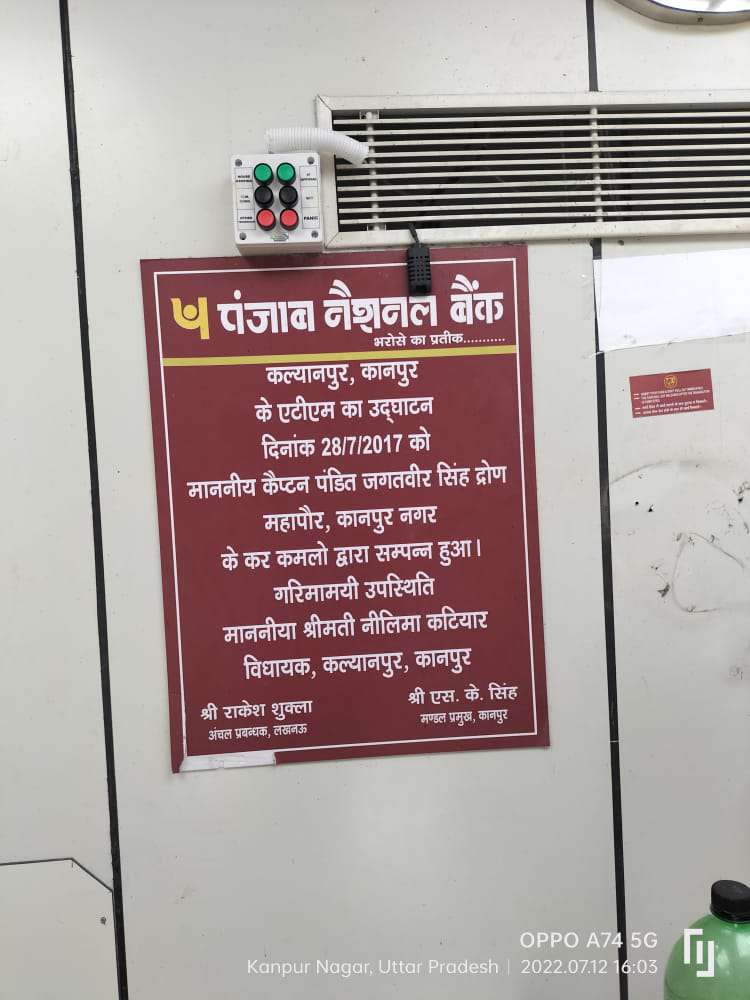 पंजाब नैशनल बैंक
भरोसे का प्रतीक...........
कल्यानपुर, कानपुर
के एटीएम का उद्घाटन
दिनांक 28/7/2017 को
माननीय कैप्टन पंडित जगतवीर सिंह द्रोण
महापौर, कानपुर नगर
के कर कमलो द्वारा सम्पन्न हुआ।
गरिमामयी उपस्थिति
माननीया श्रीमती नीलिमा कटियार
विधायक, कल्यानपुर, कानपुर
श्री राकेश शुक्ला
अंचल प्रबन्धक, लखनऊ
श्री एस. के. सिंह
मण्डल प्रमुख, कानपुर
PANIC
OPPO A74 5G
Kanpur Nagar, Uttar Pradesh | 2022.07.12 16:03